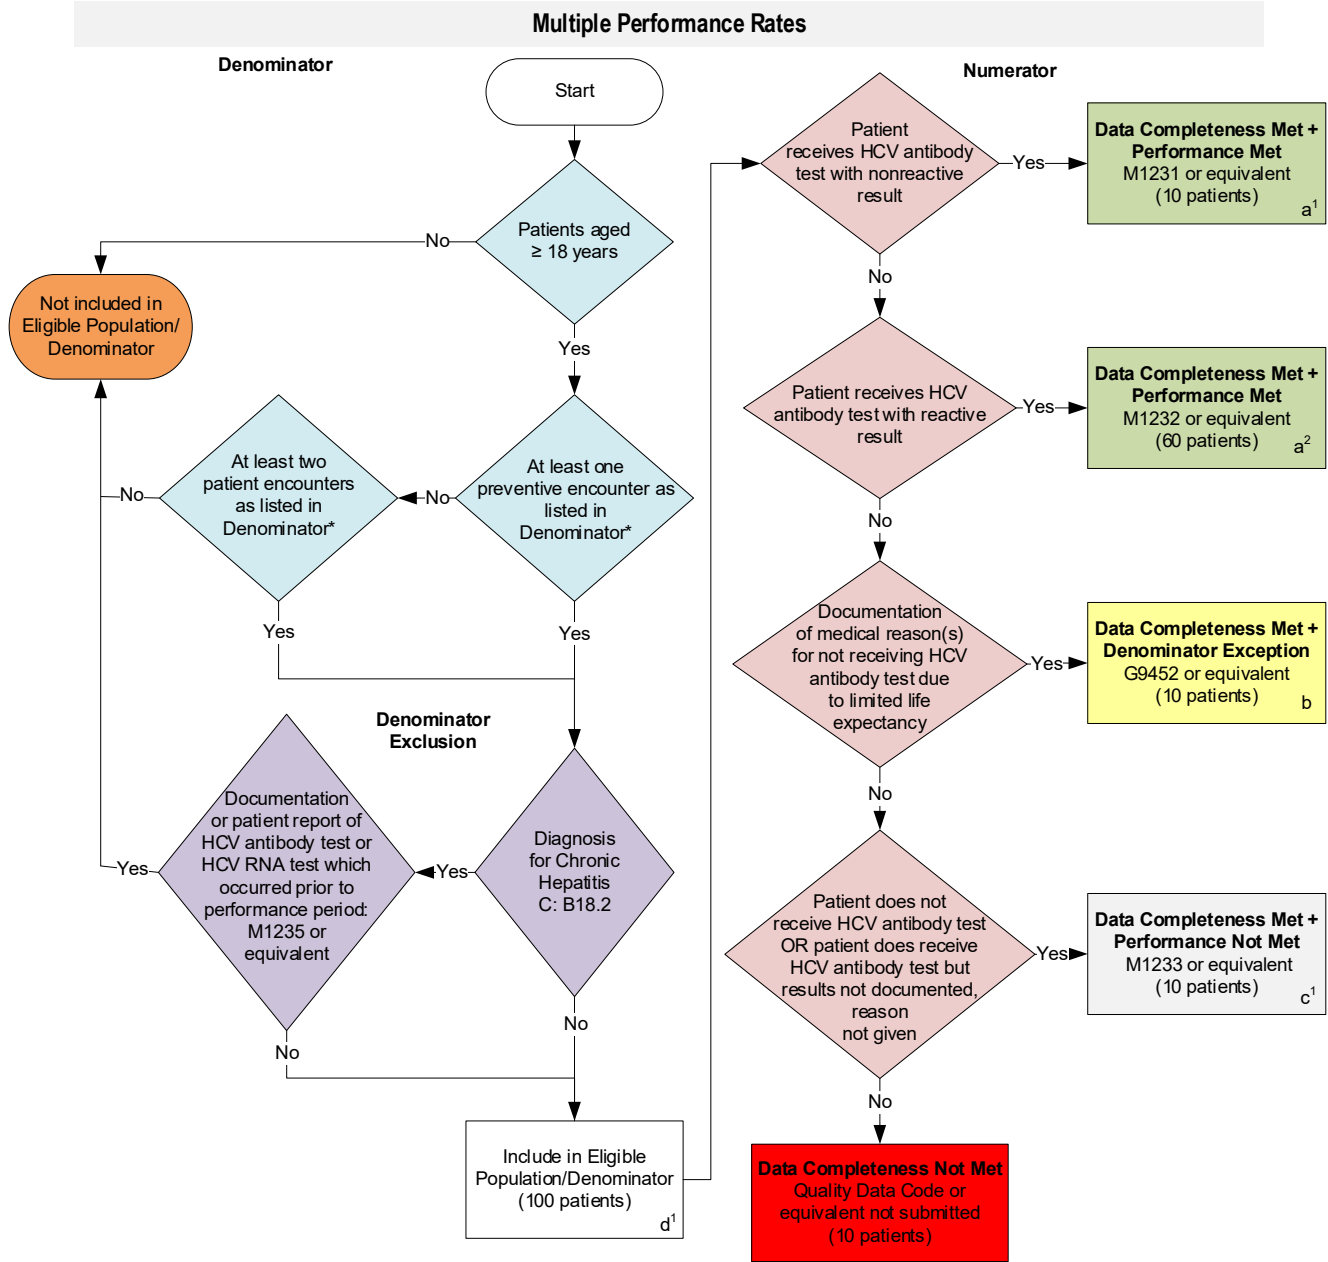 Multiple Performance Rates
Denominator
Start
Patients aged
≥ 18 years
No
Not included in
Eligible Population/
Denominator
Yes
At least one
preventive encounter as
listed in
Denominator*
No
At least two
patient encounters
as listed in
Denominator*
No
Yes
Yes
Denominator
Exclusion
Diagnosis
for Chronic
Hepatitis
C: B18.2
Yes
Documentation
or patient report of
HCV antibody test or
HCV RNA test which
occurred prior to
performance period:
M1235 or
equivalent
Yes
No
No
Include in Eligible
Population/Denominator
(100 patients)
d¹
Numerator
Patient
receives HCV antibody
test with nonreactive
result
Yes
Data Completeness Met +
Performance Met
M1231 or equivalent
(10 patients)
a¹
No
Patient receives HCV
antibody test with reactive
result
Yes
Data Completeness Met +
Performance Met
M1232 or equivalent
(60 patients)
a²
No
Documentation
of medical reason(s)
for not receiving HCV
antibody test due
to limited life
expectancy
Yes
Data Completeness Met +
Denominator Exception
G9452 or equivalent
(10 patients)
b
No
Patient does not
receive HCV antibody test
OR patient does receive
HCV antibody test but
results not documented,
reason
not given
Yes
Data Completeness Met +
Performance Not Met
M1233 or equivalent
(10 patients)
c¹
No
Data Completeness Not Met
Quality Data Code or
equivalent not submitted
(10 patients)